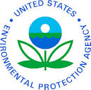 UNITED STATES
ENVIRONMENTAL PROTECTION AGENCY